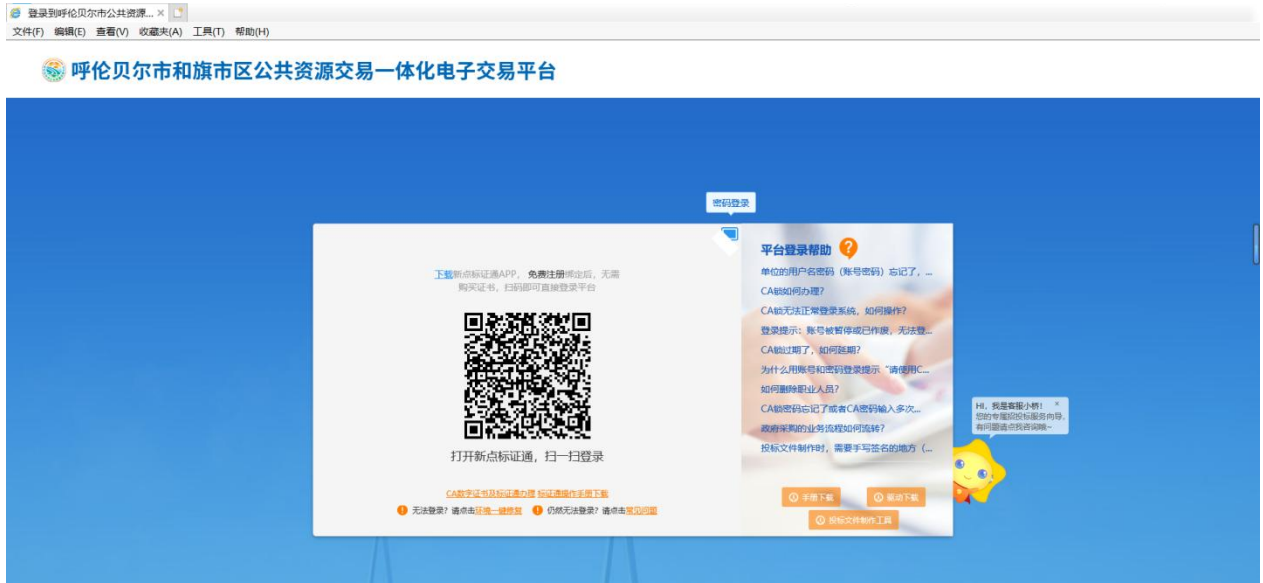 登录到呼伦贝尔市公共资源... ×
文件(F) 编辑(E) 查看(V) 收藏夹(A) 工具(T) 帮助(H)
呼伦贝尔市和旗市区公共资源交易一体化电子交易平台
密码登录
下载新点标证通APP，免费注册绑定后，无需
购买证书，扫码即可直接登录平台
打开新点标证通，扫一扫登录
CA数字证书及标证通办理 标证通操作手册下载
无法登录？请点击环境一键修复 仍然无法登录？请点击常见问题
平台登录帮助 ?
单位的用户名密码（账号密码）忘记了，...
CA锁如何办理？
CA锁无法正常登录系统，如何操作？
登录提示：账号被暂停或已作废，无法登...
CA锁过期了，如何延期？
为什么用账号和密码登录提示“请使用C...
如何删除职业人员？
CA锁密码忘记了或者CA密码输入多次...
政府采购的业务流程如何流转？
投标文件制作时，需要手写签名的地方（...
手册下载 驱动下载
投标文件制作工具
HI，我是客服小桥！ ×
您的专属招投标服务向导，
有问题请点我咨询哦~